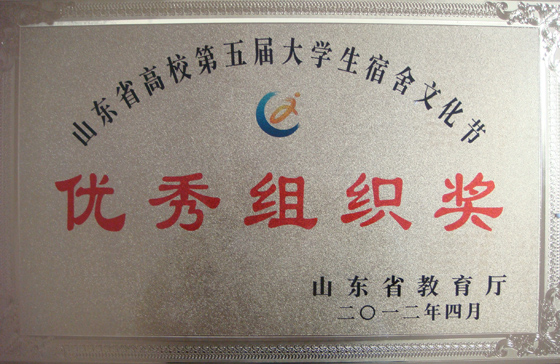 山东省高校第五届大学生宿舍文化节
优秀组织奖
山东省教育厅
二〇一二年四月